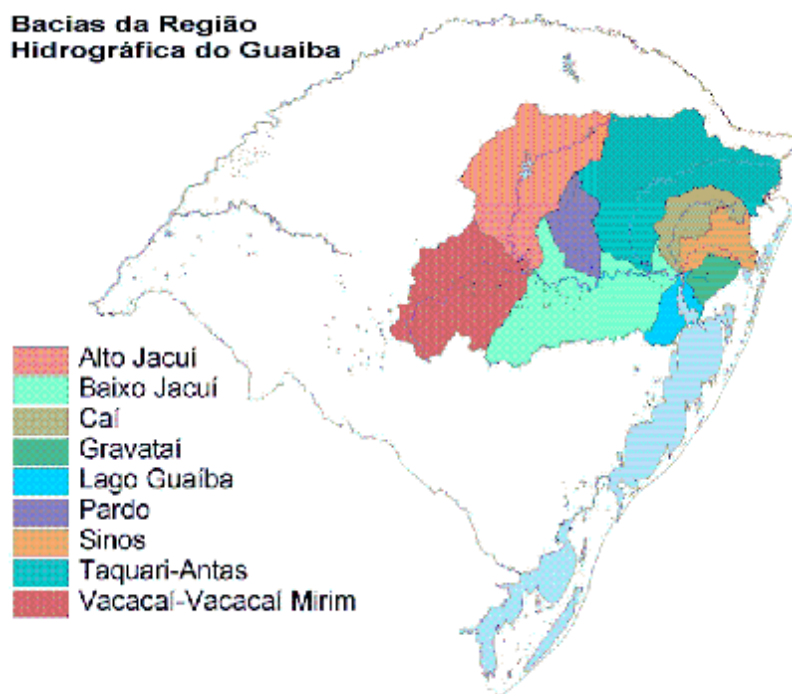 Bacias da Região
Hidrográfica do Guaiba
Alto Jacuí
Baixo Jacuí
Caí
Gravataí
Lago Guaíba
Pardo
Sinos
Taquari-Antas
Vacacaí-Vacacaí Mirim